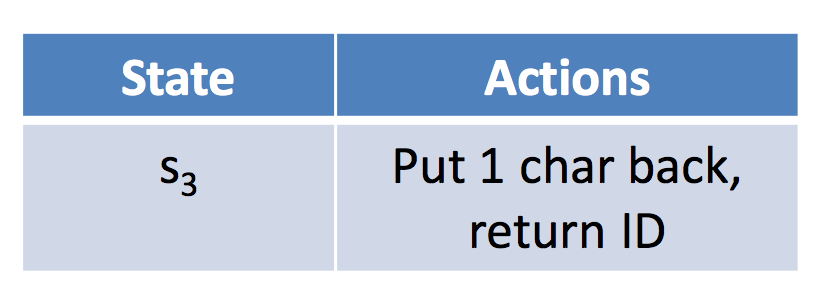 State Actions
s₃ Put 1 char back,
return ID